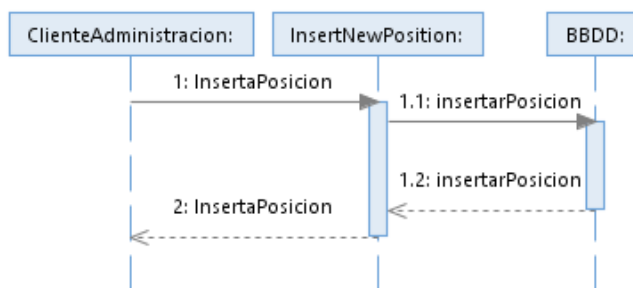 ClienteAdministracion:
InsertNewPosition:
BBDD:
1: InsertaPosicion
1.1: insertarPosicion
1.2: insertarPosicion
2: InsertaPosicion